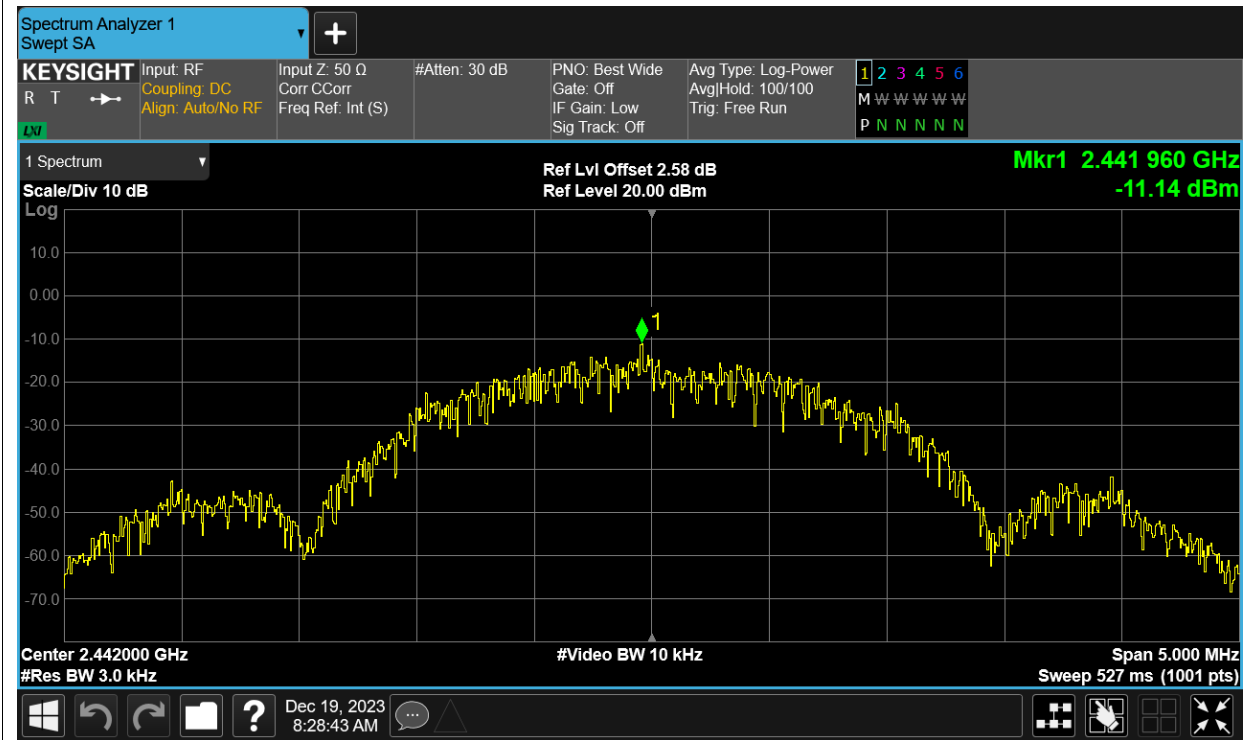 Spectrum Analyzer 1
Swept SA
KEYSIGHT
R T
LXI
Input: RF
Coupling: DC
Align: Auto/No RF
Input Z: 50 Ω
Corr CCorr
Freq Ref: Int (S)
#Atten: 30 dB
PNO: Best Wide
Gate: Off
IF Gain: Low
Sig Track: Off
Avg Type: Log-Power
Avg|Hold: 100/100
Trig: Free Run
1 2 3 4 5 6
M W W W W W
P N N N N N
1 Spectrum
Scale/Div 10 dB
Ref Lvl Offset 2.58 dB
Ref Level 20.00 dBm
Mkr1 2.441 960 GHz
-11.14 dBm
Log
10.0
0.00
-10.0
-20.0
-30.0
-40.0
-50.0
-60.0
-70.0
1
Center 2.442000 GHz
#Res BW 3.0 kHz
#Video BW 10 kHz
Span 5.000 MHz
Sweep 527 ms (1001 pts)
?
Dec 19, 2023
8:28:43 AM